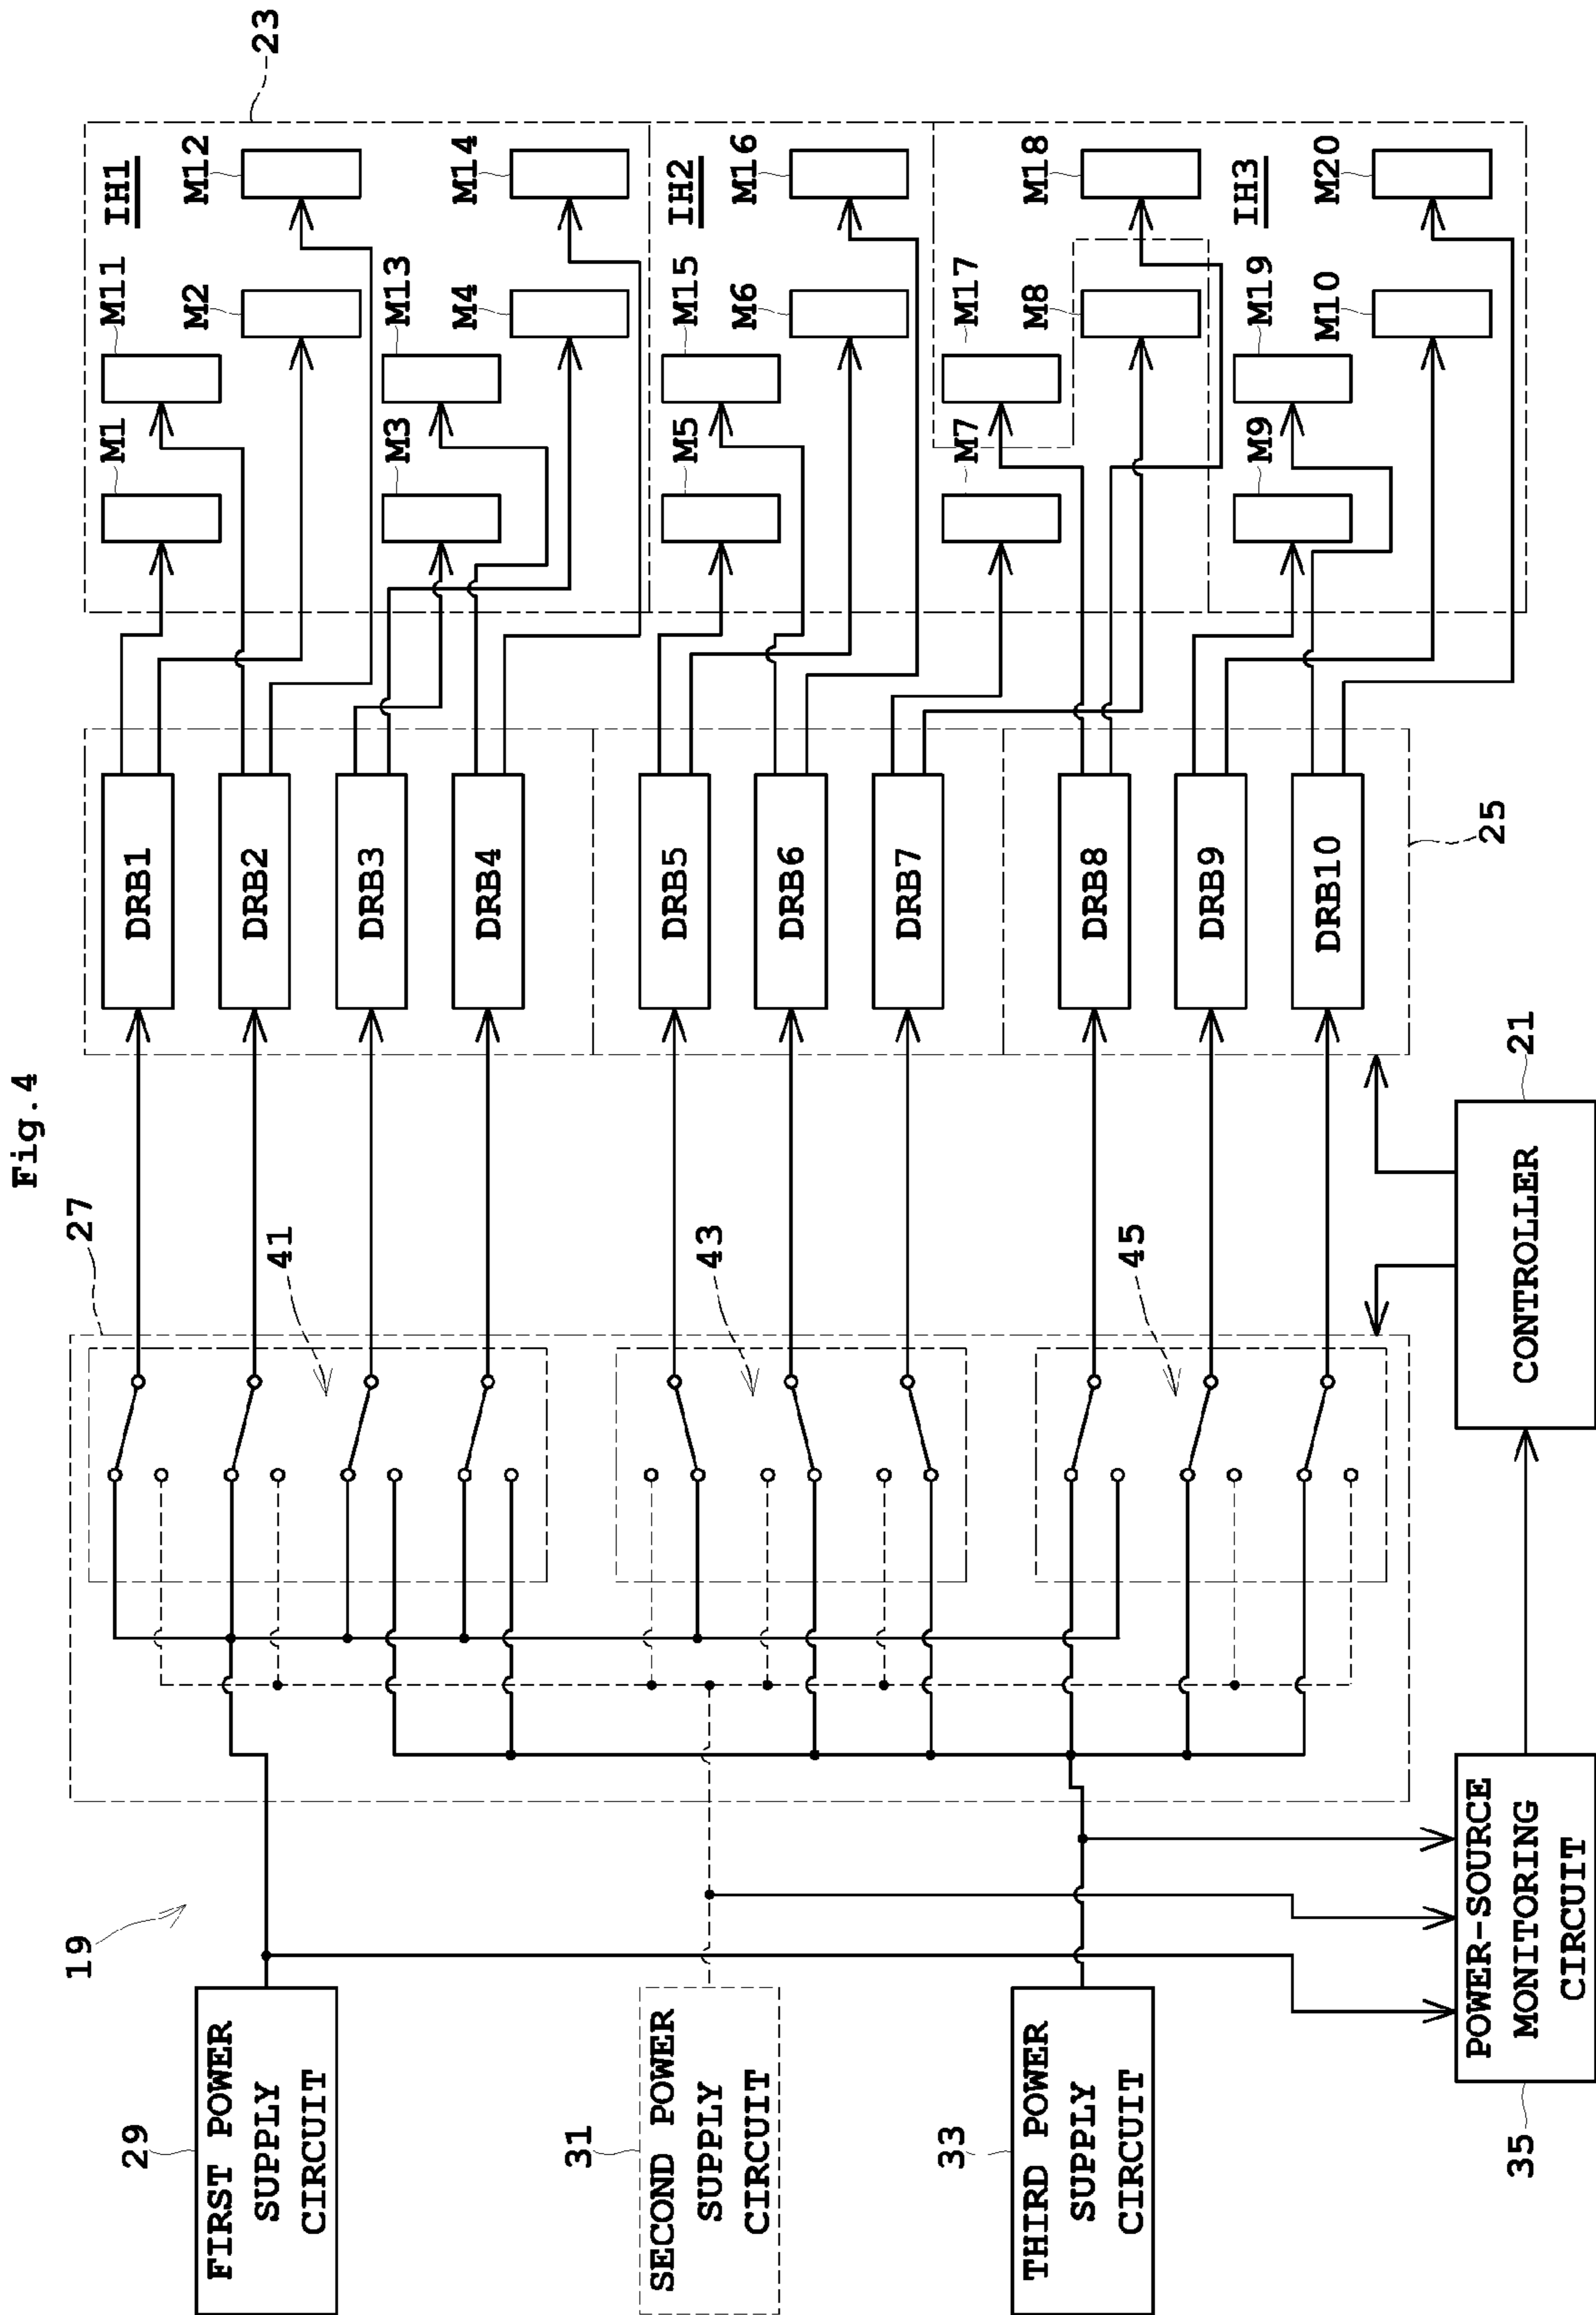 Fig.4
19
29
FIRST POWER
SUPPLY
CIRCUIT
31
SECOND POWER
SUPPLY
CIRCUIT
33
THIRD POWER
SUPPLY
CIRCUIT
35
POWER-SOURCE
MONITORING
CIRCUIT
27
41
43
45
CONTROLLER
21
DRB1
DRB2
DRB3
DRB4
DRB5
DRB6
DRB7
DRB8
DRB9
DRB10
25
23
IH1
M1
M11
M2
M12
M3
M13
M4
M14
IH2
M5
M15
M6
M16
M7
M17
M8
M18
IH3
M9
M19
M10
M20